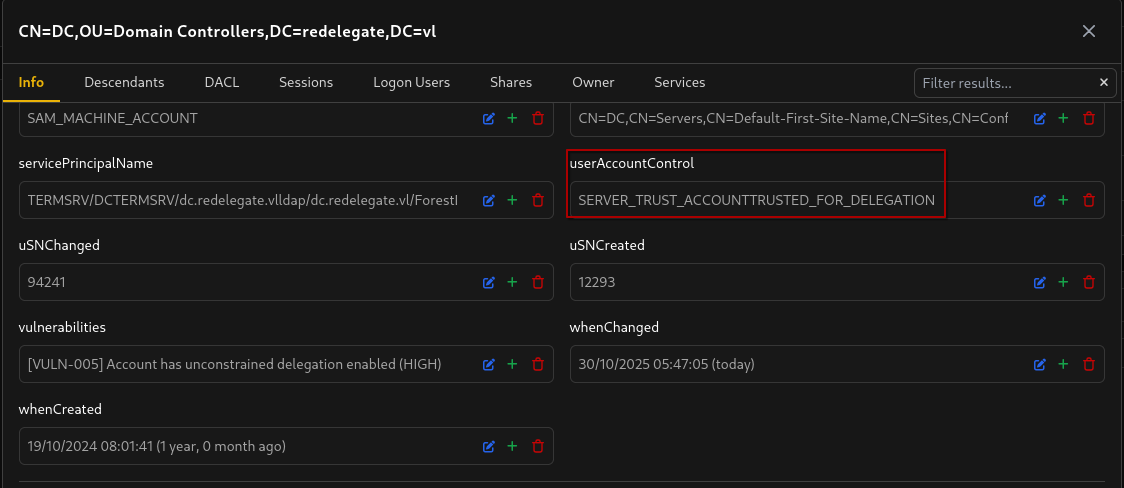 CN=DC,OU=Domain Controllers,DC=redelegate,DC=vl
Info Descendants DACL Sessions Logon Users Shares Owner Services Filter results...
SAM_MACHINE_ACCOUNT CN=DC,CN=Servers,CN=Default-First-Site-Name,CN=Sites,CN=Conf
servicePrincipalName userAccountControl
TERMSRV/DCTERMSRV/dc.redelegate.vlldap/dc.redelegate.vl/ForestI SERVER_TRUST_ACCOUNTTRUSTED_FOR_DELEGATION
uSNChanged uSNCreated
94241 12293
vulnerabilities whenChanged
[VULN-005] Account has unconstrained delegation enabled (HIGH) 30/10/2025 05:47:05 (today)
whenCreated
19/10/2024 08:01:41 (1 year, 0 month ago)